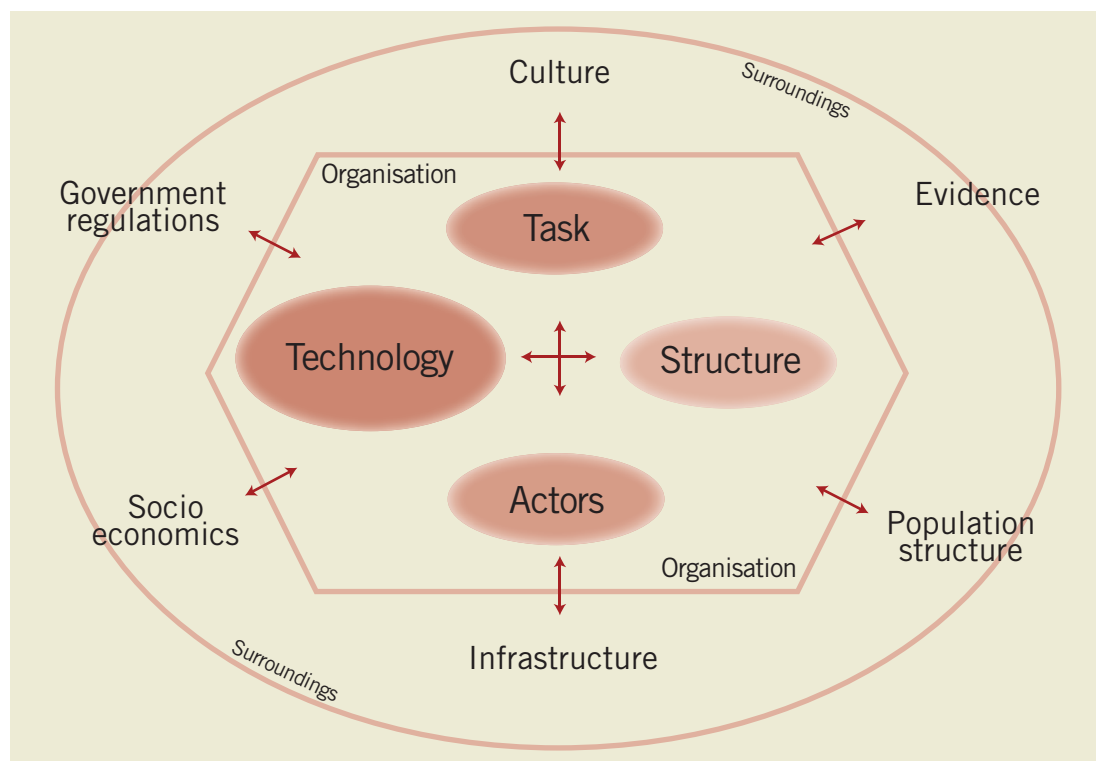 Culture
Surroundings
Organisation
Government
regulations
Evidence
Task
Technology
Structure
Actors
Socio
economics
Population
structure
Organisation
Infrastructure
Surroundings